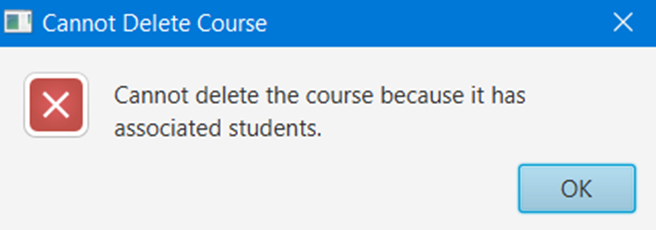 Cannot Delete Course
Cannot delete the course because it has
associated students.
OK